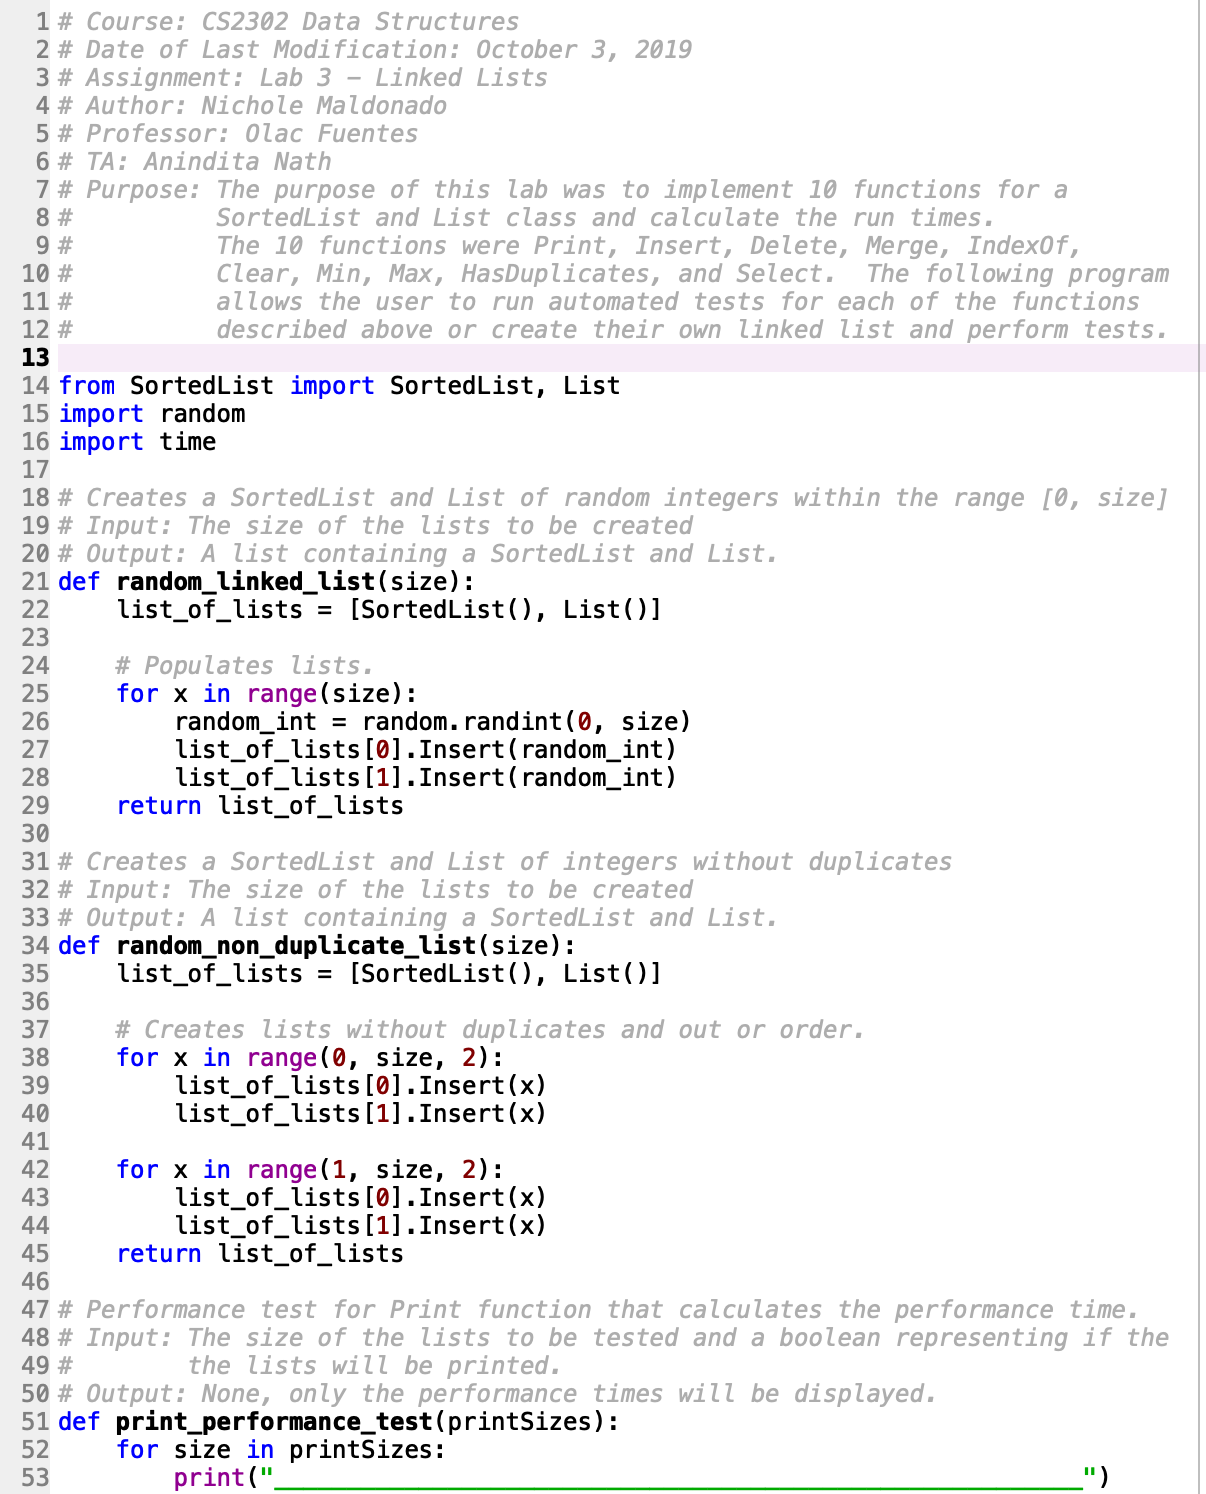 1 # Course: CS2302 Data Structures
2 # Date of Last Modification: October 3, 2019
3 # Assignment: Lab 3 – Linked Lists
4 # Author: Nichole Maldonado
5 # Professor: Olac Fuentes
6 # TA: Anindita Nath
7 # Purpose: The purpose of this lab was to implement 10 functions for a
8 #          SortedList and List class and calculate the run times.
9 #          The 10 functions were Print, Insert, Delete, Merge, IndexOf,
10 #          Clear, Min, Max, HasDuplicates, and Select.  The following program
11 #          allows the user to run automated tests for each of the functions
12 #          described above or create their own linked list and perform tests.
13
14 from SortedList import SortedList, List
15 import random
16 import time
17
18 # Creates a SortedList and List of random integers within the range [0, size]
19 # Input: The size of the lists to be created
20 # Output: A list containing a SortedList and List.
21 def random_linked_list(size):
22     list_of_lists = [SortedList(), List()]
23
24     # Populates lists.
25     for x in range(size):
26         random_int = random.randint(0, size)
27         list_of_lists[0].Insert(random_int)
28         list_of_lists[1].Insert(random_int)
29     return list_of_lists
30
31 # Creates a SortedList and List of integers without duplicates
32 # Input: The size of the lists to be created
33 # Output: A list containing a SortedList and List.
34 def random_non_duplicate_list(size):
35     list_of_lists = [SortedList(), List()]
36
37     # Creates lists without duplicates and out or order.
38     for x in range(0, size, 2):
39         list_of_lists[0].Insert(x)
40         list_of_lists[1].Insert(x)
41
42     for x in range(1, size, 2):
43         list_of_lists[0].Insert(x)
44         list_of_lists[1].Insert(x)
45     return list_of_lists
46
47 # Performance test for Print function that calculates the performance time.
48 # Input: The size of the lists to be tested and a boolean representing if the
49 #        the lists will be printed.
50 # Output: None, only the performance times will be displayed.
51 def print_performance_test(printSizes):
52     for size in printSizes:
53         print("________________________________________________________")